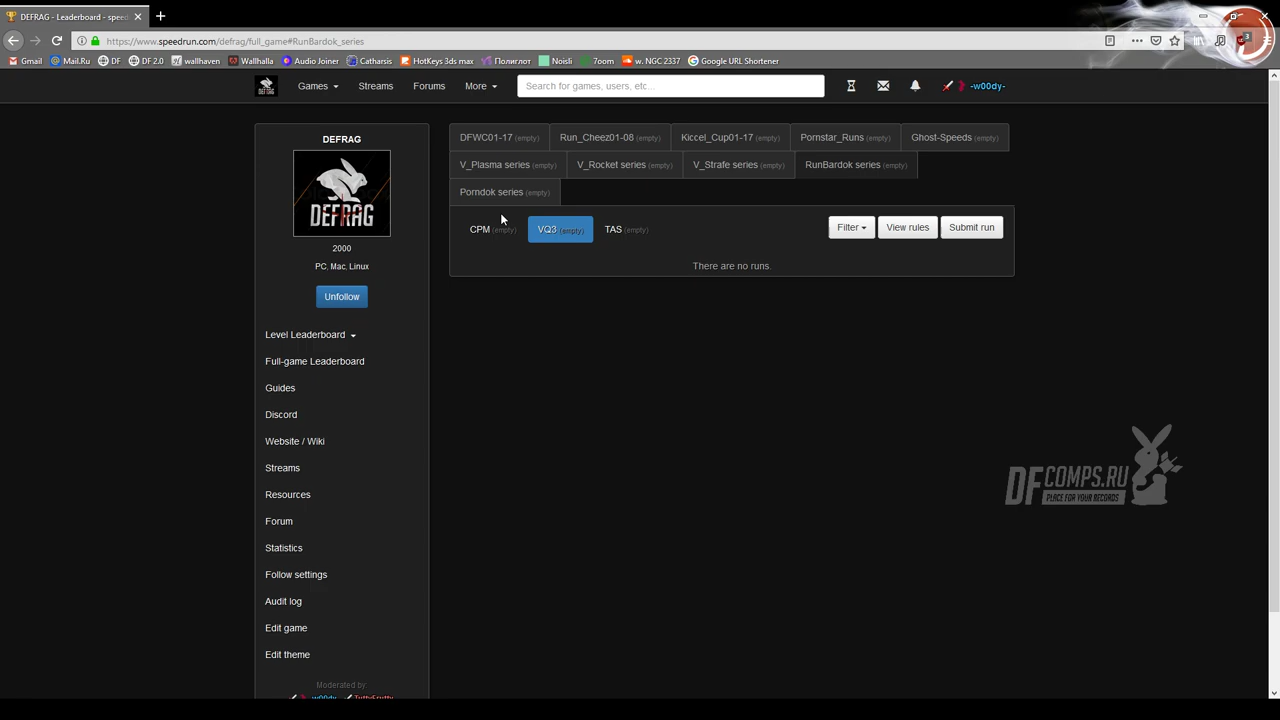 DEFRAG - Leaderboard - speed
https://www.speedrun.com/defrag/full_game#RunBardok_series
3
Gmail Mail.Ru DF DF 2.0 wallhaven Wallhalla Audio Joiner Catharsis HotKeys 3ds max Полиглот Noisli 7oom w. NGC 2337 Google URL Shortener
Games Streams Forums More Search for games, users, etc... -w00dy-
DEFRAG
DEFRAG
2000
PC, Mac, Linux
Unfollow
Level Leaderboard
Full-game Leaderboard
Guides
Discord
Website / Wiki
Streams
Resources
Forum
Statistics
Follow settings
Audit log
Edit game
Edit theme
Moderated by:
-w00dy- TuttyFrutty
DFWC01-17 (empty) Run_Cheez01-08 (empty) Kiccel_Cup01-17 (empty) Pornstar_Runs (empty) Ghost-Speeds (empty)
V_Plasma series (empty) V_Rocket series (empty) V_Strafe series (empty) RunBardok series (empty)
Porndok series (empty)
CPM (empty) VQ3 (empty) TAS (empty) Filter View rules Submit run
There are no runs.
DFCOMPS.RU
PLACE FOR YOUR RECORDS